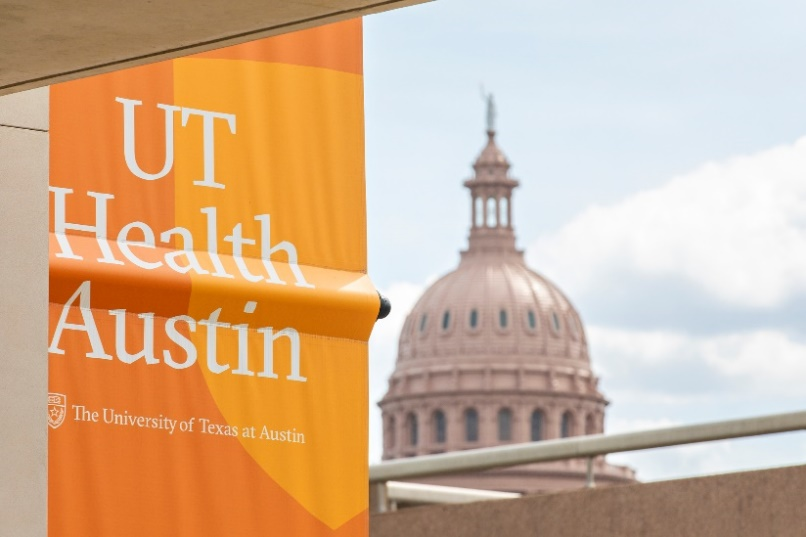 UT
Health
Austin
The University of Texas at Austin